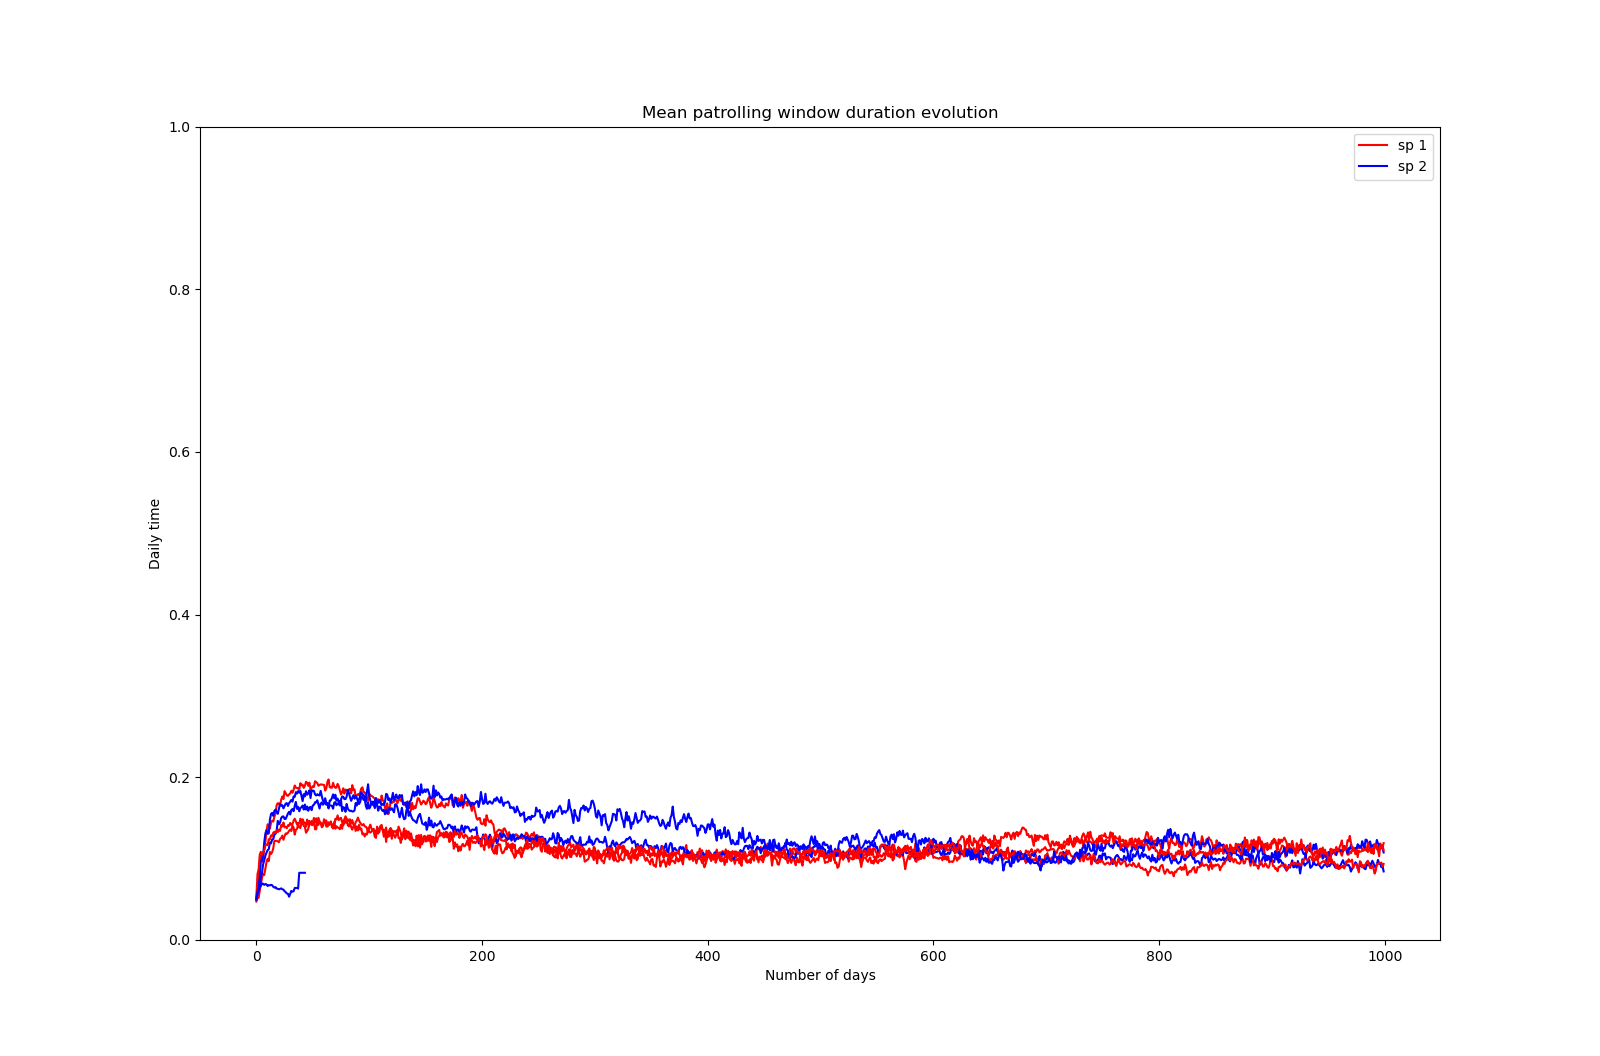 Mean patrolling window duration evolution
1.0
sp 1
sp 2
0.8
0.6
Daily time
0.4
0.2
0.0
0 200 400 600 800 1000
Number of days